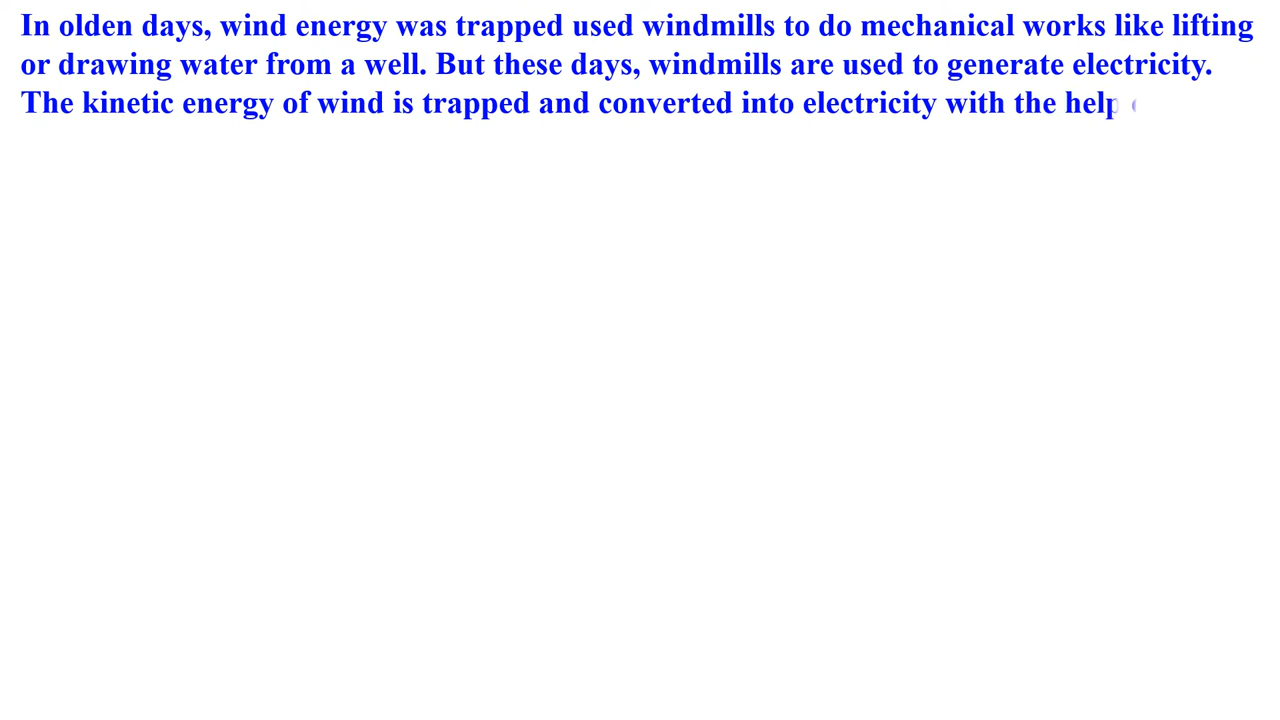 In olden days, wind energy was trapped used windmills to do mechanical works like lifting
or drawing water from a well. But these days, windmills are used to generate electricity.
The kinetic energy of wind is trapped and converted into electricity with the help